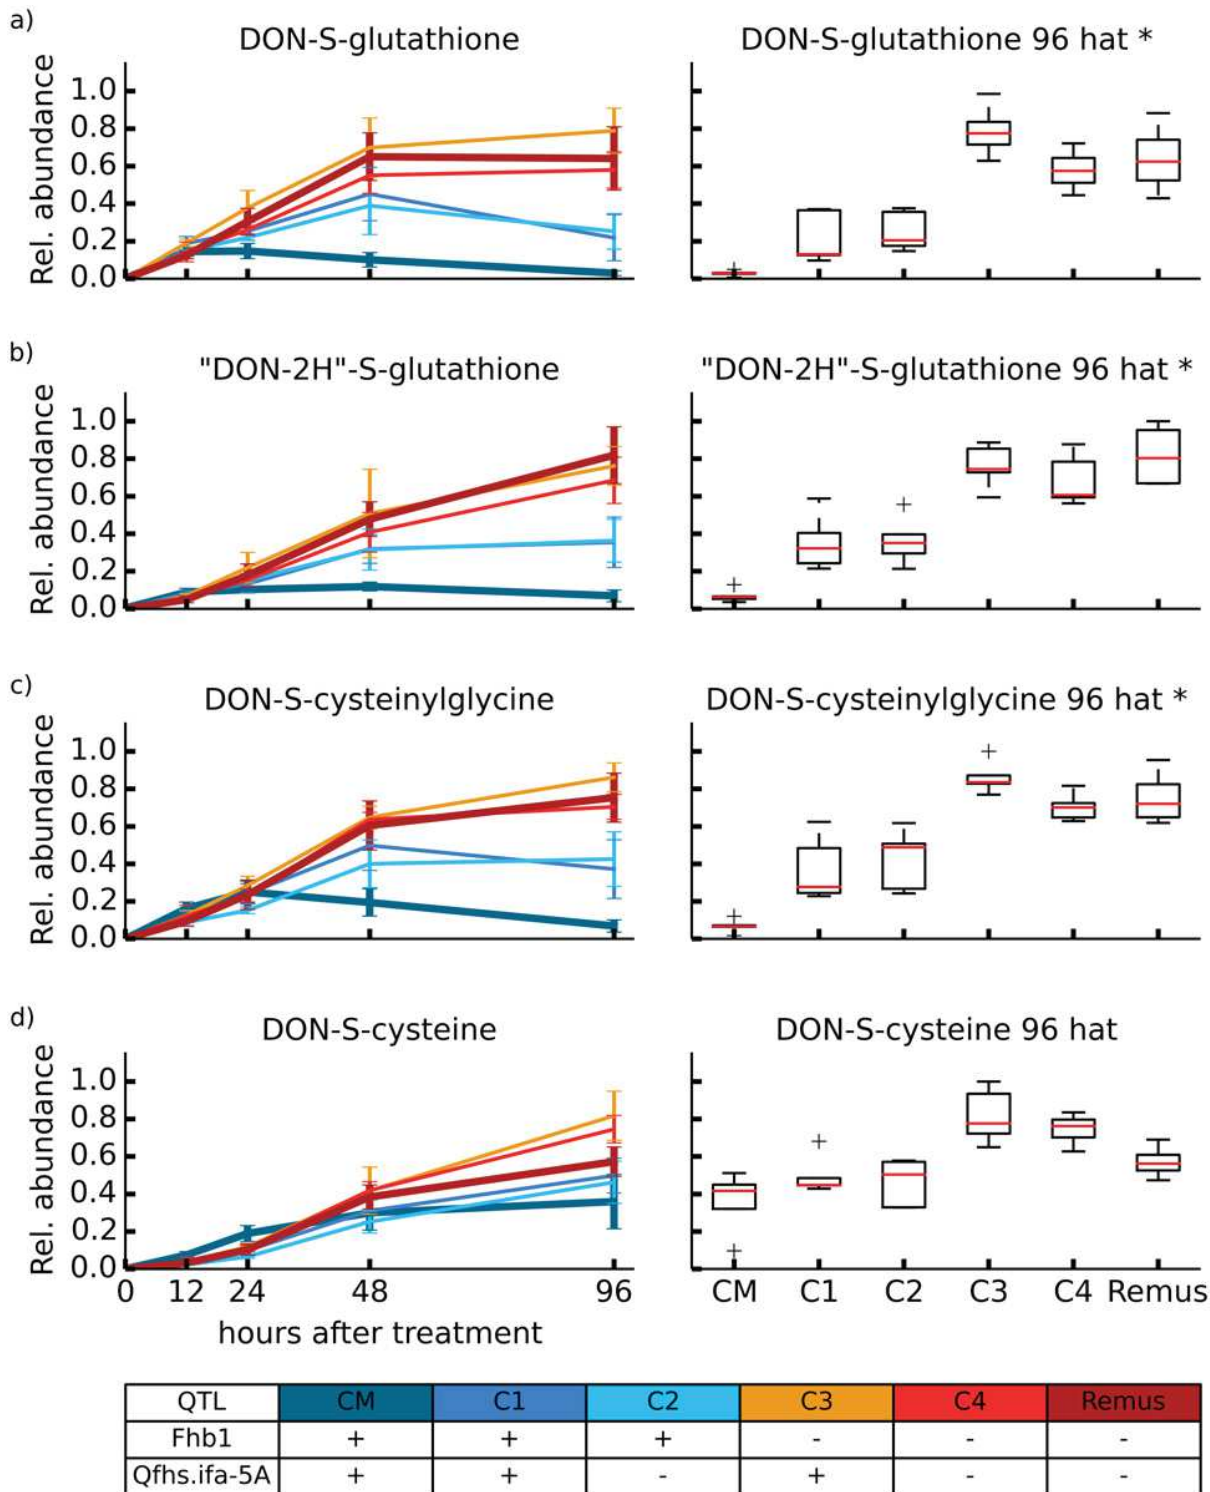 a)
DON-S-glutathione
DON-S-glutathione 96 hat *
Rel. abundance
1.0
0.8
0.6
0.4
0.2
0.0
b)
"DON-2H"-S-glutathione
"DON-2H"-S-glutathione 96 hat *
Rel. abundance
1.0
0.8
0.6
0.4
0.2
0.0
c)
DON-S-cysteinylglycine
DON-S-cysteinylglycine 96 hat *
Rel. abundance
1.0
0.8
0.6
0.4
0.2
0.0
d)
DON-S-cysteine
DON-S-cysteine 96 hat
Rel. abundance
1.0
0.8
0.6
0.4
0.2
0.0
0 12 24 48 96
CM C1 C2 C3 C4 Remus
hours after treatment
QTL CM C1 C2 C3 C4 Remus
Fhb1 + + + - - -
Qfhs.ifa-5A + + - + - -